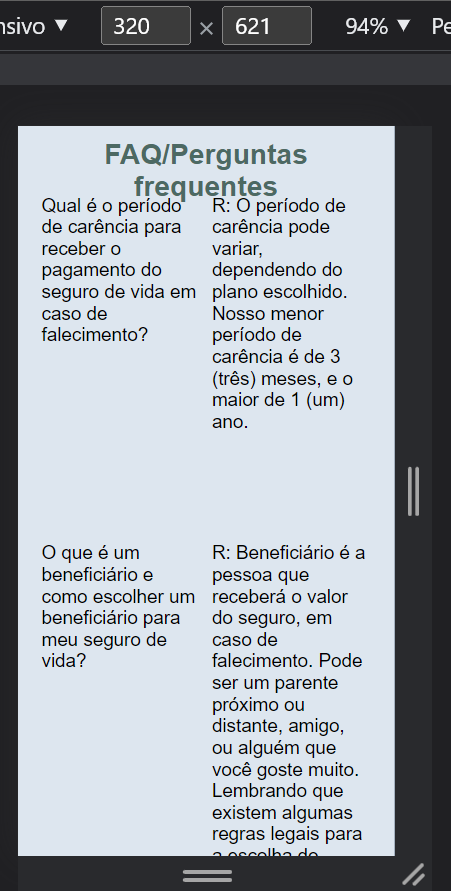 nsivo ▼ 320 × 621 94% ▼ Pe
FAQ/Perguntas
frequentes
Qual é o período
de carência para
receber o
pagamento do
seguro de vida em
caso de
falecimento?
R: O período de
carência pode
variar,
dependendo do
plano escolhido.
Nosso menor
período de
carência é de 3
(três) meses, e o
maior de 1 (um)
ano.
O que é um
beneficiário e
como escolher um
beneficiário para
meu seguro de
vida?
R: Beneficiário é a
pessoa que
receberá o valor
do seguro, em
caso de
falecimento. Pode
ser um parente
próximo ou
distante, amigo,
ou alguém que
você goste muito.
Lembrando que
existem algumas
regras legais para
a escolha do